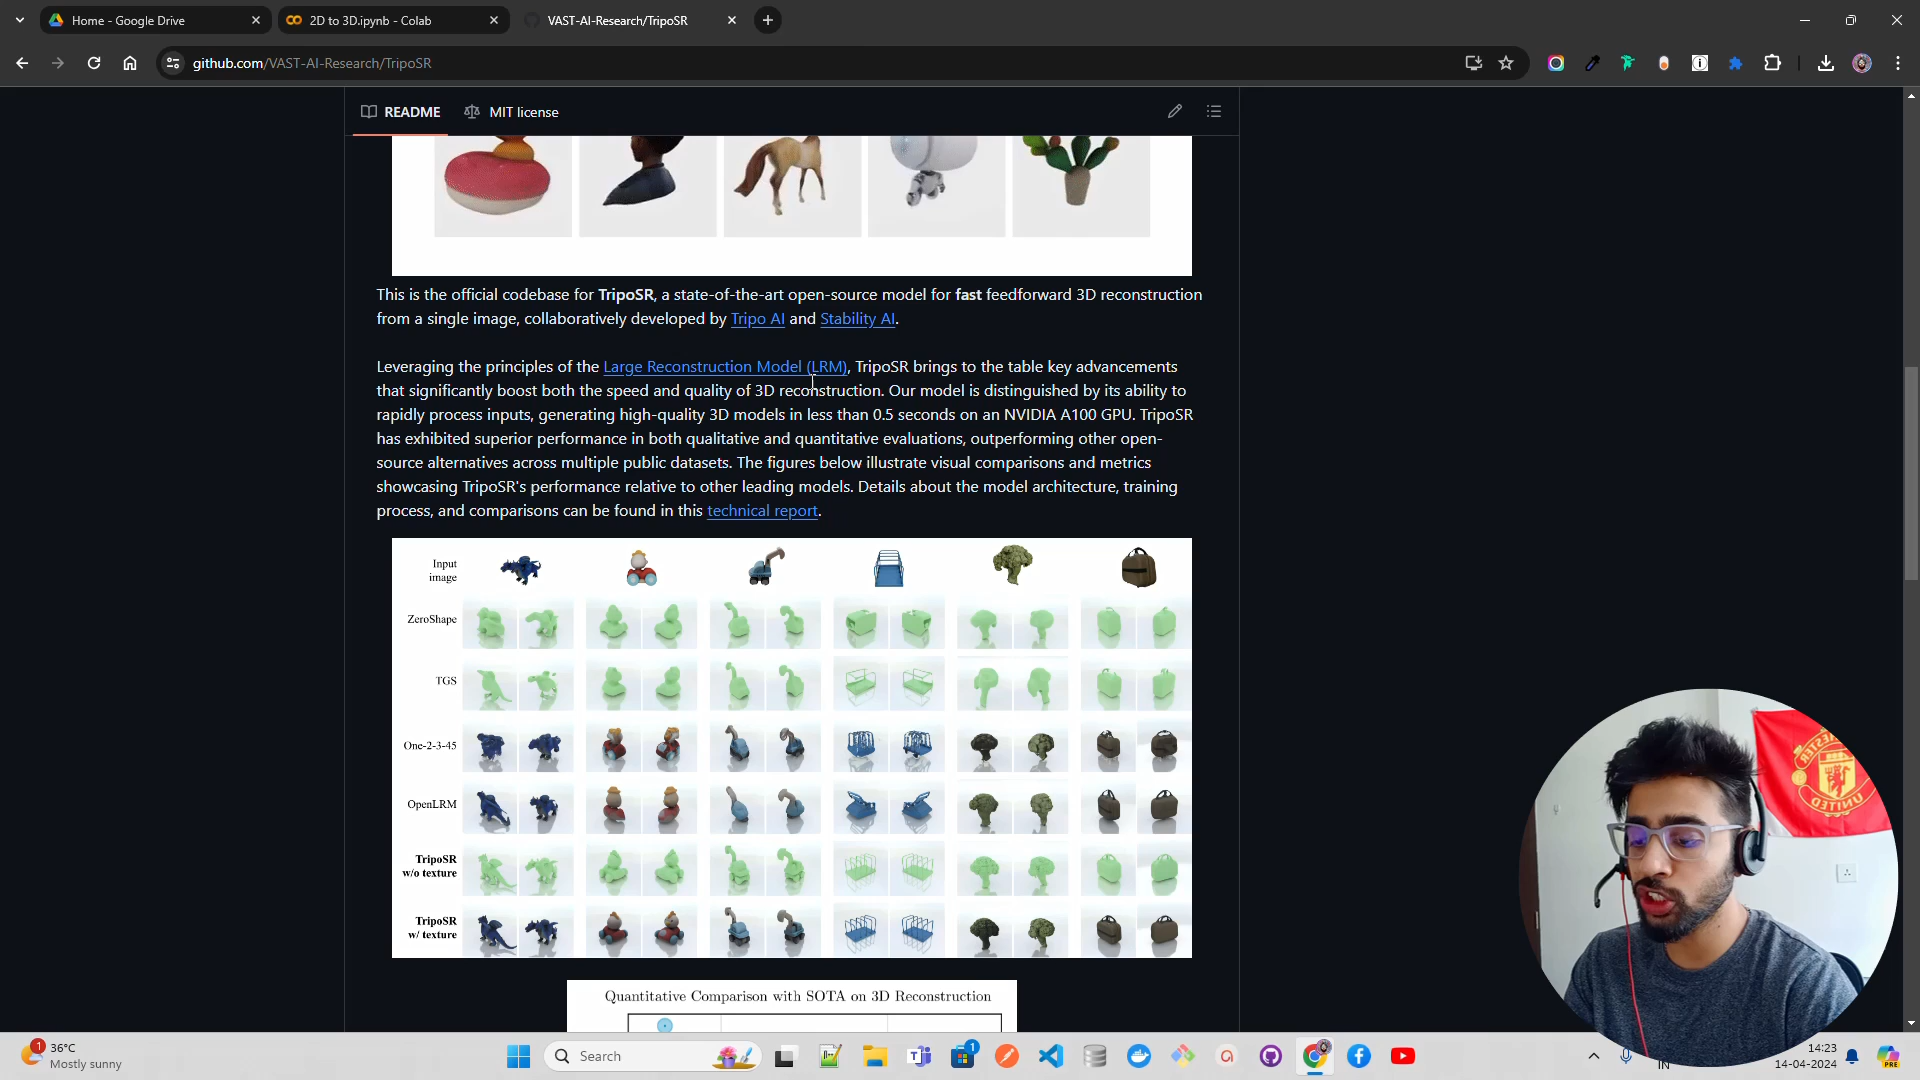 Home - Google Drive
2D to 3D.ipynb - Colab
VAST-AI-Research/TripoSR
github.com/VAST-AI-Research/TripoSR
README
MIT license
This is the official codebase for TripoSR, a state-of-the-art open-source model for fast feedforward 3D reconstruction
from a single image, collaboratively developed by Tripo AI and Stability AI.
Leveraging the principles of the Large Reconstruction Model (LRM), TripoSR brings to the table key advancements
that significantly boost both the speed and quality of 3D reconstruction. Our model is distinguished by its ability to
rapidly process inputs, generating high-quality 3D models in less than 0.5 seconds on an NVIDIA A100 GPU. TripoSR
has exhibited superior performance in both qualitative and quantitative evaluations, outperforming other open-
source alternatives across multiple public datasets. The figures below illustrate visual comparisons and metrics
showcasing TripoSR's performance relative to other leading models. Details about the model architecture, training
process, and comparisons can be found in this technical report.
Input
image
ZeroShape
TGS
One-2-3-45
OpenLRM
TripoSR
w/o texture
TripoSR
w/ texture
Quantitative Comparison with SOTA on 3D Reconstruction
UNITED
1
36°C
Mostly sunny
Search
1
IN
14:23
14-04-2024
PRE